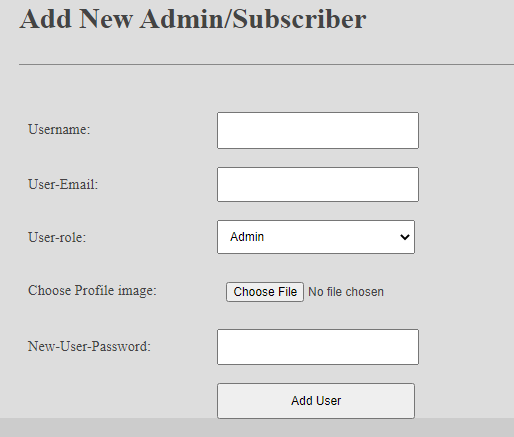 Add New Admin/Subscriber
Username:
User-Email:
User-role: Admin
Choose Profile image: Choose File No file chosen
New-User-Password:
Add User